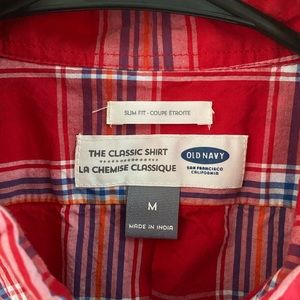 SLIM FIT - COUPE ÉTROITE
THE CLASSIC SHIRT
LA CHEMISE CLASSIQUE
OLD NAVY
SAN FRANCISCO
CALIFORNIA
M
MADE IN INDIA